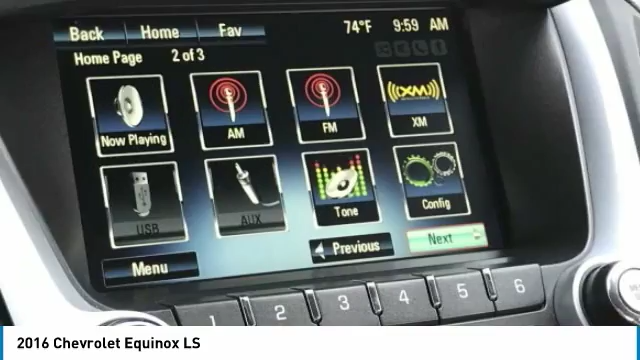 Back Home Fav 74°F 9:59 AM
Home Page 2 of 3
Now Playing AM FM XM
USB AUX Tone Config
Previous Next
Menu
1 2 3 4 5 6
2016 Chevrolet Equinox LS